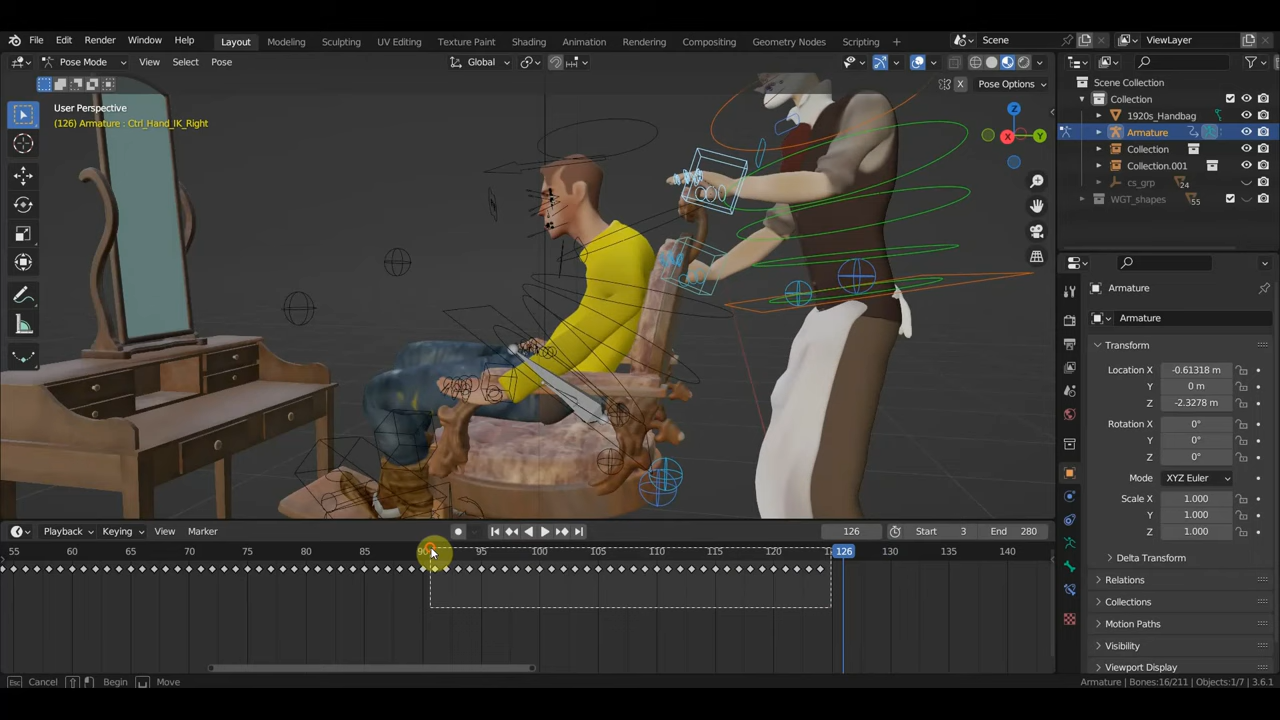 File Edit Render Window Help Layout Modeling Sculpting UV Editing Texture Paint Shading Animation Rendering Compositing Geometry Nodes Scripting + Scene ViewLayer
Pose Mode View Select Pose Global
X Pose Options
User Perspective
(126) Armature : Ctrl_Hand_IK_Right
Z
X
Y
Scene Collection
Collection
1920s_Handbag
Armature
Collection
Collection.001
cs_grp 24
WGT_shapes 55
Armature
Armature
Transform
Location X -0.61318 m
Y 0 m
Z -2.3278 m
Rotation X 0°
Y 0°
Z 0°
Mode XYZ Euler
Scale X 1.000
Y 1.000
Z 1.000
Delta Transform
Relations
Collections
Motion Paths
Visibility
Viewport Display
Playback Keying View Marker 126 Start 3 End 280
55 60 65 70 75 80 85 90 95 100 105 110 115 120 126 130 135 140
Esc Cancel Begin Move Armature | Bones:16/211 | Objects:1/7 | 3.6.1